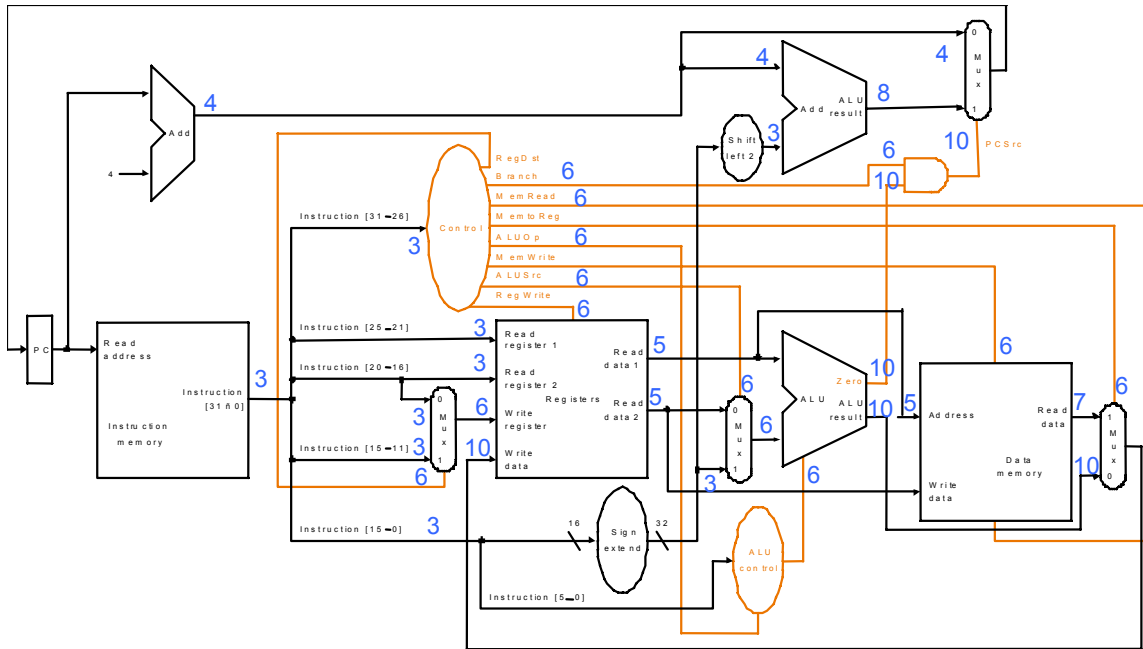 0
M
u
x
1
4
4
8
Add
ALU
result
3
Shift
left 2
10
PCSrc
4
Add
4
RegDst
Branch
6
6
10
MemRead
6
MemtoReg
ALUOp
6
MemWrite
ALUSrc
6
RegWrite
Control
3
Instruction [31–26]
6
6
6
6
Instruction [25–21]
3
PC
Read
address
Instruction
[31ñ0]
3
Instruction
memory
Instruction [20–16]
3
0
M
u
x
1
3
3
6
6
Instruction [15–11]
10
Read
register 1
Read
register 2
Write
register
Write
data
Registers
Read
data 1
Read
data 2
5
5
0
M
u
x
1
3
6
Zero
ALU
ALU
result
10
10
6
5
Address
Write
data
Read
data
Data
memory
7
10
1
M
u
x
0
Instruction [15–0]
3
16
Sign
extend
32
ALU
control
Instruction [5–0]